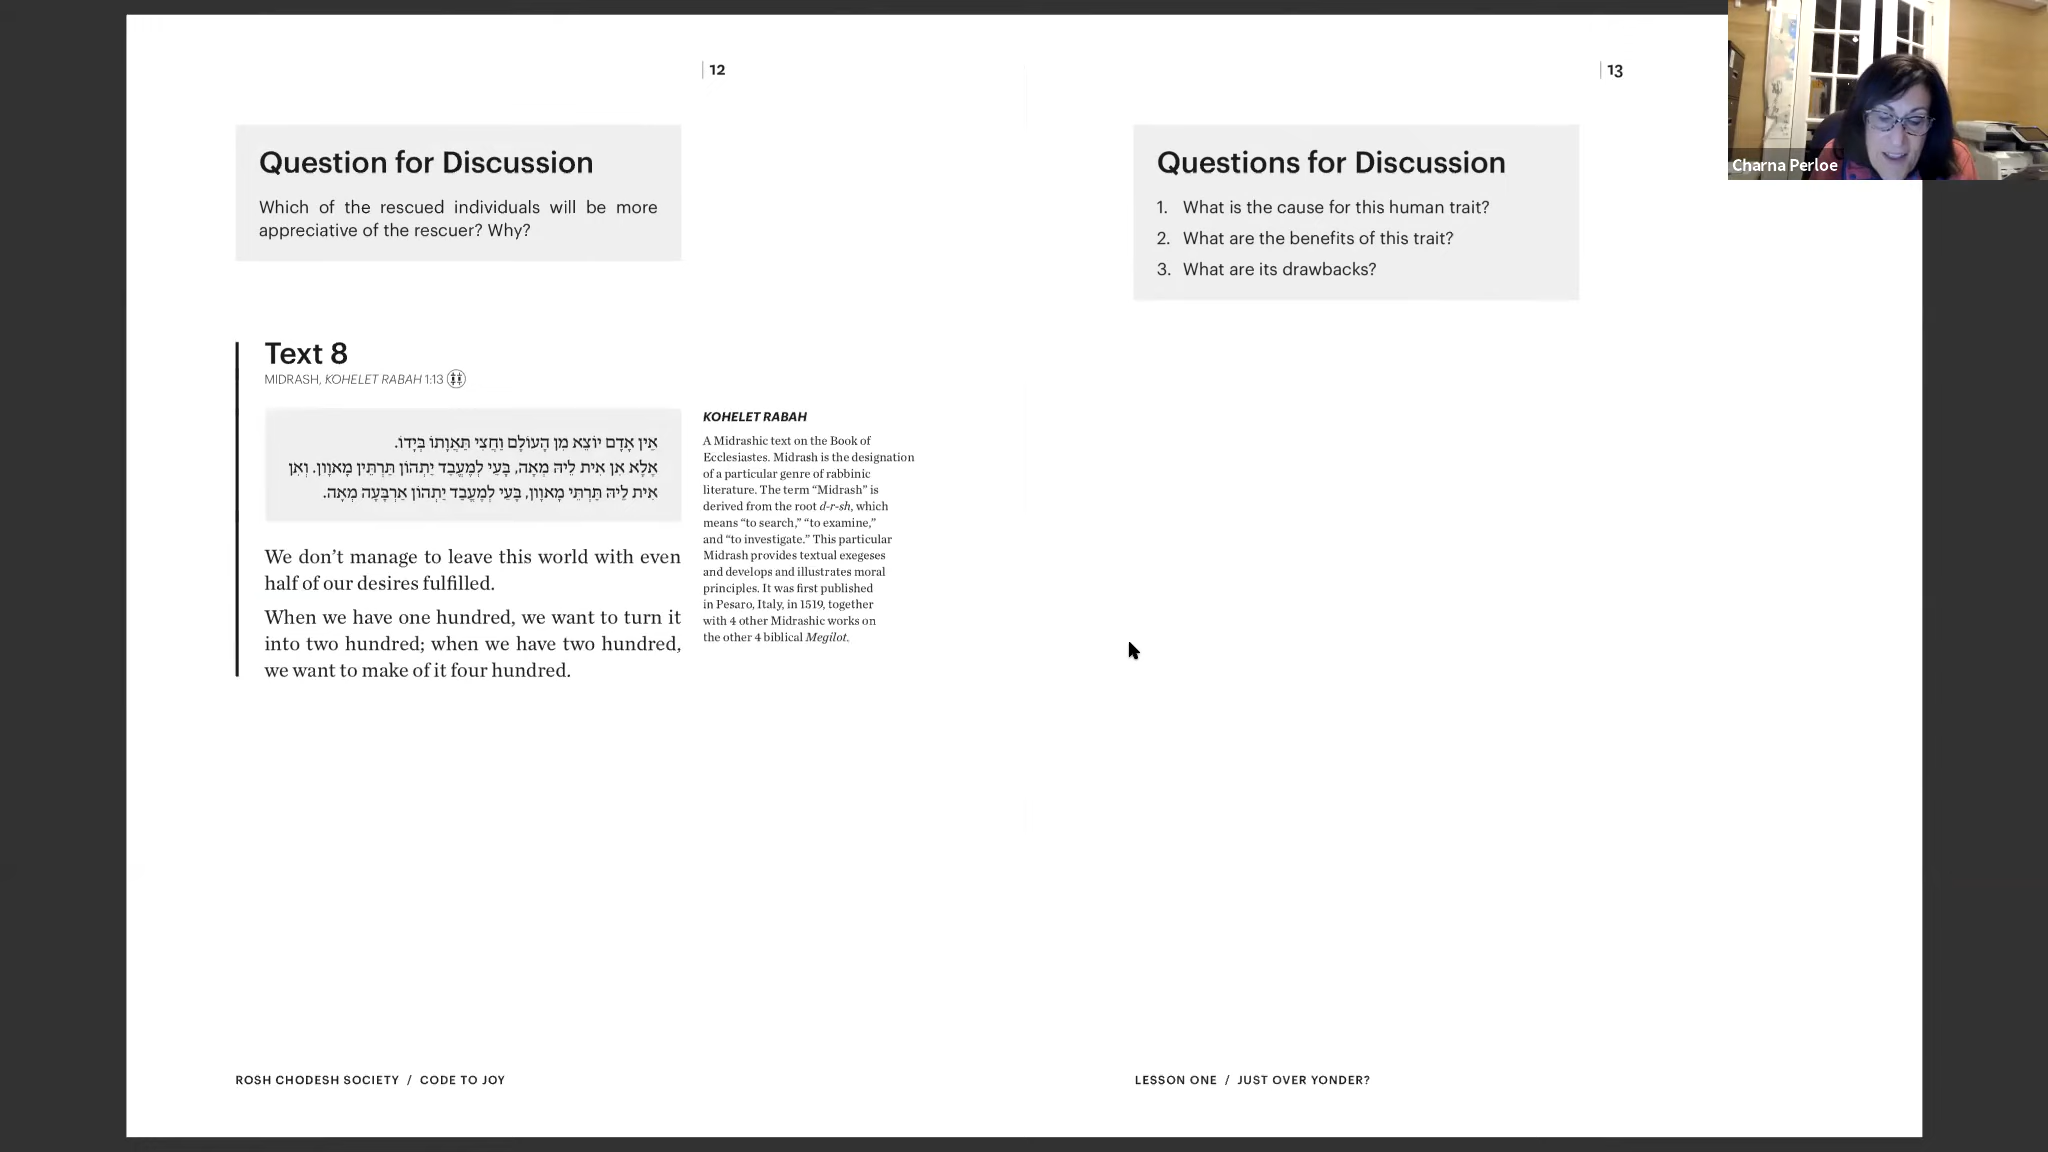 12
Question for Discussion
Which of the rescued individuals will be more
appreciative of the rescuer? Why?
Text 8
MIDRASH, KOHELET RABAH 1:13
אֵין אָדָם יוֹצֵא מִן הָעוֹלָם וַחֲצִי תַּאֲוָתוֹ בְּיָדוֹ.
אֶלָּא אִן אִית לֵיהּ מְאָה, בָּעֵי לְמֶעֱבַד יַתְהוֹן תַּרְתֵּין מָאוָון. וְאִן
אִית לֵיהּ תַּרְתֵּי מָאוָון, בָּעֵי לְמֶעֱבַד יַתְהוֹן אַרְבָּעָה מְאָה.
We don’t manage to leave this world with even
half of our desires fulfilled.
When we have one hundred, we want to turn it
into two hundred; when we have two hundred,
we want to make of it four hundred.
KOHELET RABAH
A Midrashic text on the Book of
Ecclesiastes. Midrash is the designation
of a particular genre of rabbinic
literature. The term “Midrash” is
derived from the root d-r-sh, which
means “to search,” “to examine,”
and “to investigate.” This particular
Midrash provides textual exegeses
and develops and illustrates moral
principles. It was first published
in Pesaro, Italy, in 1519, together
with 4 other Midrashic works on
the other 4 biblical Megilot.
ROSH CHODESH SOCIETY / CODE TO JOY
13
Questions for Discussion
1. What is the cause for this human trait?
2. What are the benefits of this trait?
3. What are its drawbacks?
LESSON ONE / JUST OVER YONDER?
Charna Perloe